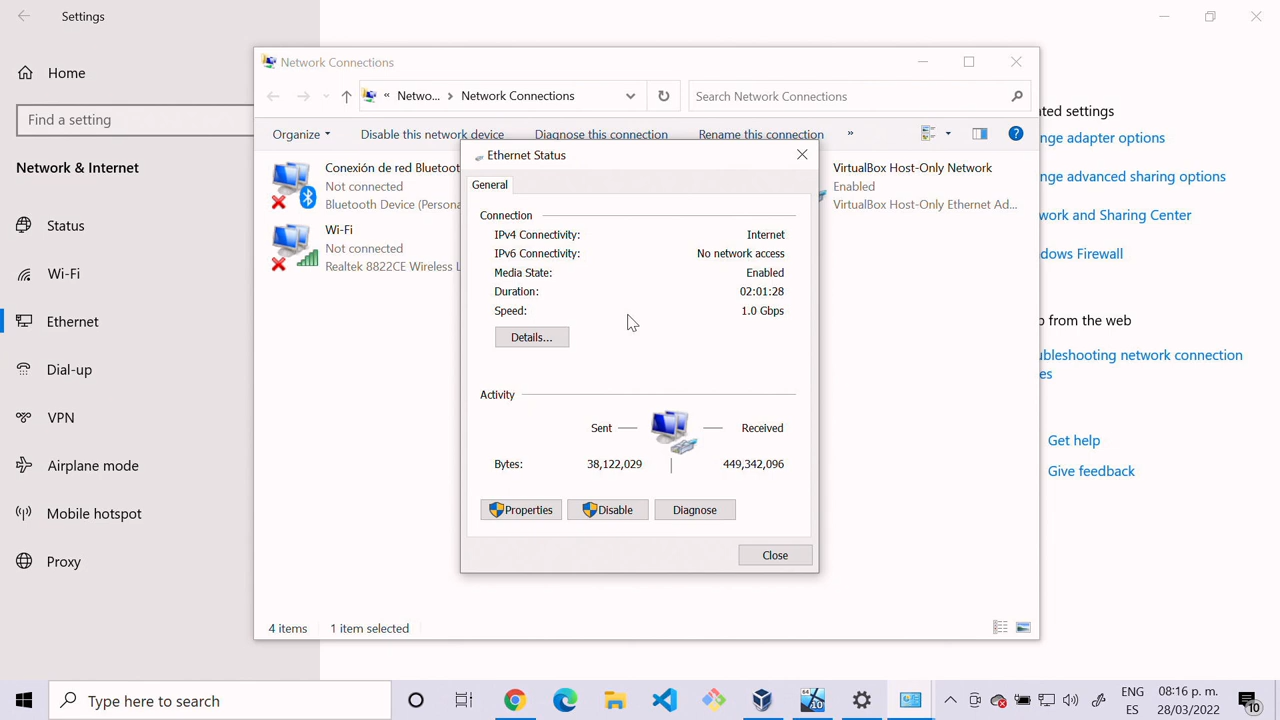 Settings
Home
Find a setting
Network & Internet
Status
Wi-Fi
Ethernet
Dial-up
VPN
Airplane mode
Mobile hotspot
Proxy
Network Connections
« Netwo... > Network Connections
Search Network Connections
Organize
Disable this network device
Diagnose this connection
Rename this connection
»
Conexión de red Bluetoot
Not connected
Bluetooth Device (Persona
Wi-Fi
Not connected
Realtek 8822CE Wireless L
VirtualBox Host-Only Network
Enabled
VirtualBox Host-Only Ethernet Ad...
4 items
1 item selected
Ethernet Status
General
Connection
IPv4 Connectivity: Internet
IPv6 Connectivity: No network access
Media State: Enabled
Duration: 02:01:28
Speed: 1.0 Gbps
Details...
Activity
Sent — — Received
Bytes: 38,122,029 | 449,342,096
Properties
Disable
Diagnose
Close
ted settings
nge adapter options
nge advanced sharing options
work and Sharing Center
dows Firewall
p from the web
ubleshooting network connection
es
Get help
Give feedback
Type here to search
10
ENG
ES
08:16 p. m.
28/03/2022
10